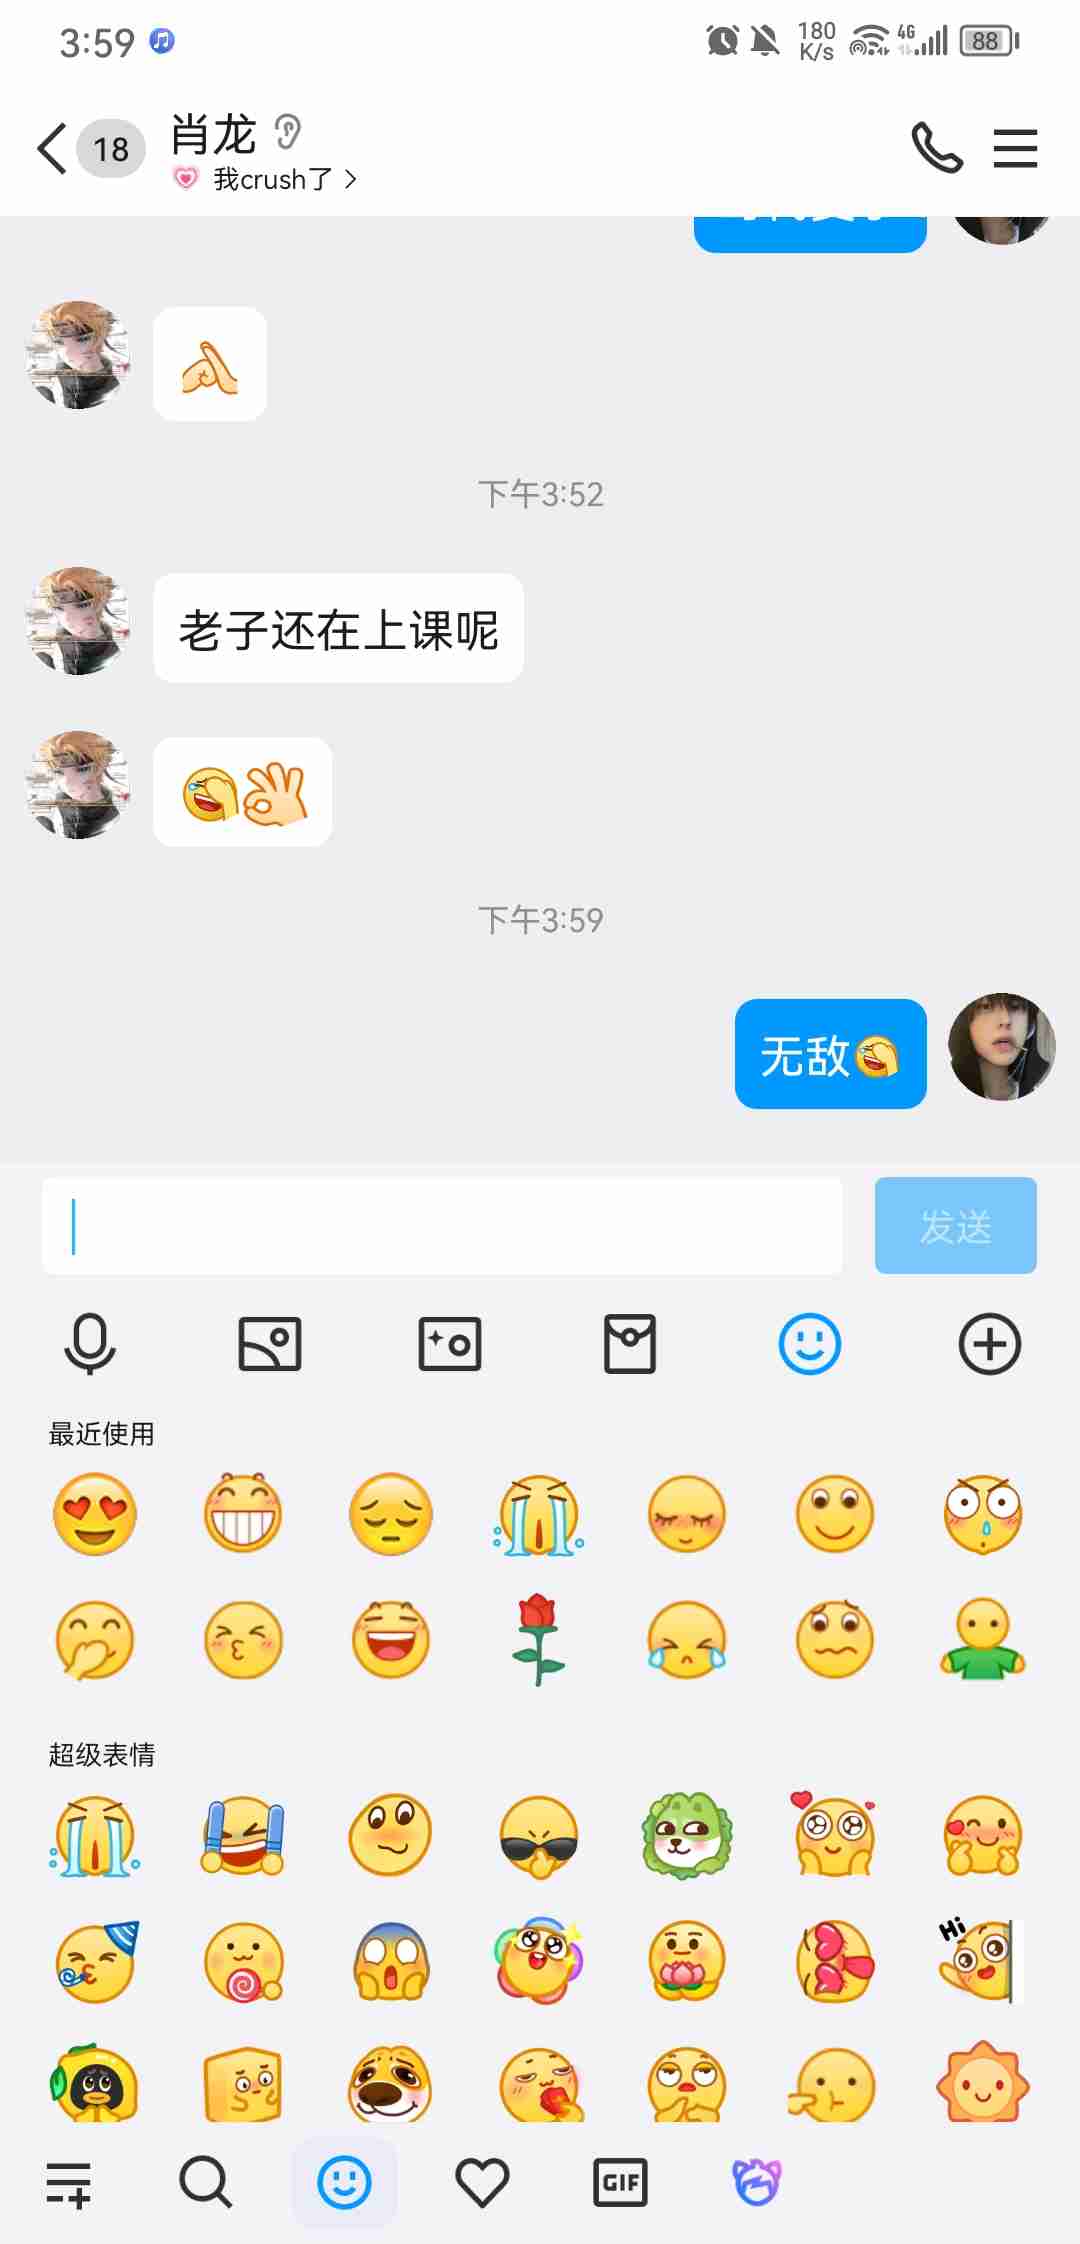 3:59
180
K/s
4G
88
18
肖龙
我crush了
下午3:52
老子还在上课呢
下午3:59
无敌
发送
最近使用
超级表情
Hi
GIF